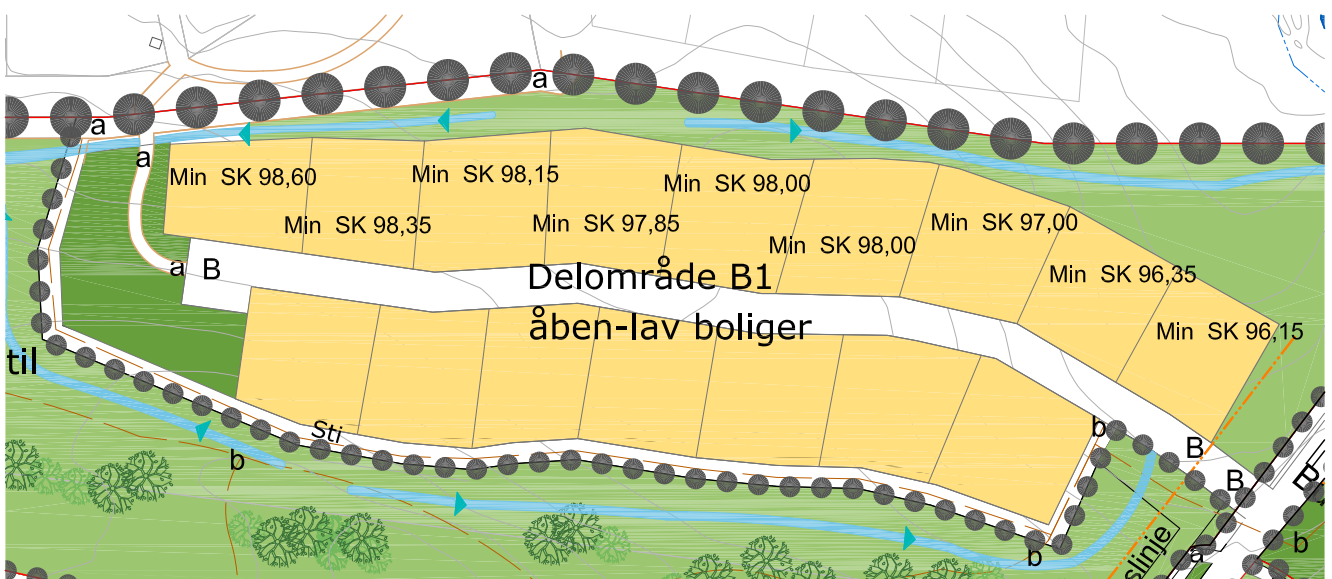 a
a
a
Min SK 98,60
Min SK 98,15
Min SK 98,00
Min SK 98,35
Min SK 97,85
Min SK 97,00
Min SK 98,00
a B
Delområde B1
Min SK 96,35
åben-lav boliger
Min SK 96,15
til
Sti
b
b
B
B
B
b
b
a
slinje